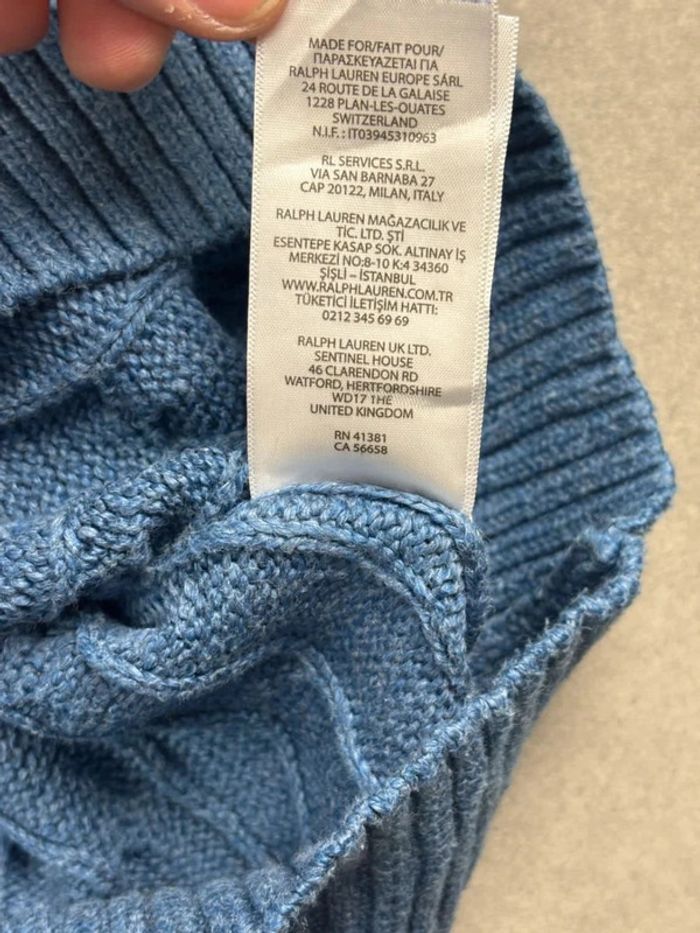 MADE FOR/FAIT POUR/
ΠΑΡΑΣΚΕΥΑΖΕΤΑΙ ΓΙΑ
RALPH LAUREN EUROPE SÁRL
24 ROUTE DE LA GALAISE
1228 PLAN-LES-OUATES
SWITZERLAND
N.I.F.: IT03945310963
RL SERVICES S.R.L.
VIA SAN BARNABA 27
CAP 20122, MILAN, ITALY
RALPH LAUREN MAĞAZACILIK VE
TİC. LTD. ŞTİ
ESENTEPE KASAP SOK. ALTINAY İŞ
MERKEZİ NO:8-10 K:4 34360
ŞİŞLİ – İSTANBUL
WWW.RALPHLAUREN.COM.TR
TÜKETİCİ İLETİŞİM HATTI:
0212 345 69 69
RALPH LAUREN UK LTD.
SENTINEL HOUSE
46 CLARENDON RD
WATFORD, HERTFORDSHIRE
WD17 1HE
UNITED KINGDOM
RN 41381
CA 56658